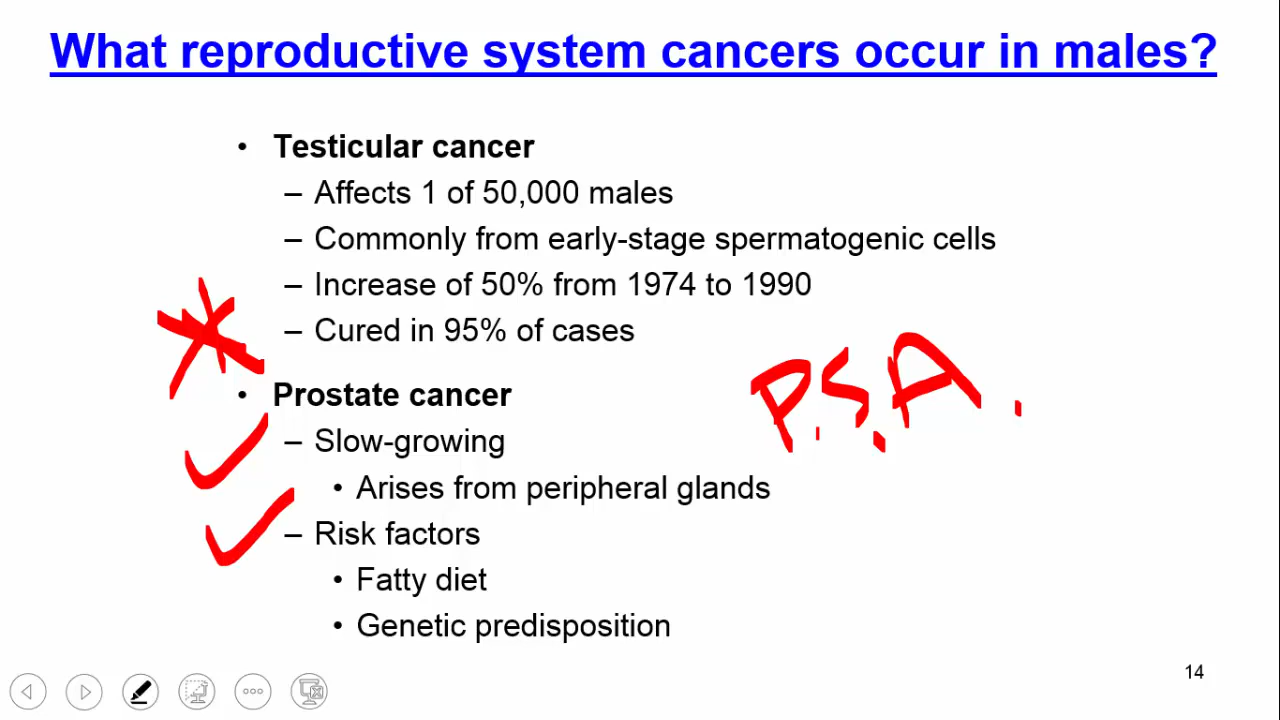 What reproductive system cancers occur in males?
• Testicular cancer
– Affects 1 of 50,000 males
– Commonly from early-stage spermatogenic cells
– Increase of 50% from 1974 to 1990
– Cured in 95% of cases
P.S.A.
• Prostate cancer
– Slow-growing
• Arises from peripheral glands
– Risk factors
• Fatty diet
• Genetic predisposition
14